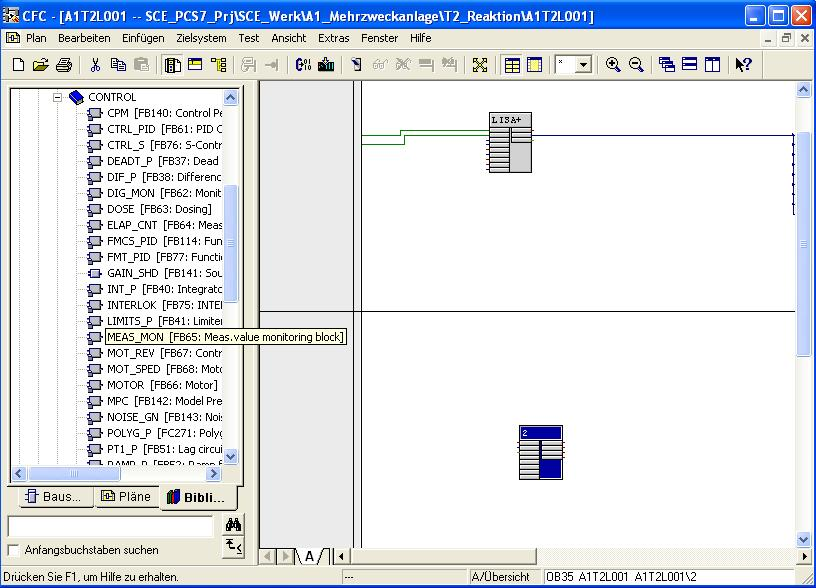 CFC - [A1T2L001 -- SCE_PCS7_Prj\SCE_Werk\A1_Mehrzweckanlage\T2_Reaktion\A1T2L001]
Plan Bearbeiten Einfügen Zielsystem Test Ansicht Extras Fenster Hilfe
*
CONTROL
CPM [FB140: Control Pe
CTRL_PID [FB61: PID C
CTRL_S [FB76: S-Contr
DEADT_P [FB37: Dead
DIF_P [FB38: Differenc
DIG_MON [FB62: Monit
DOSE [FB63: Dosing]
ELAP_CNT [FB64: Meas
FMCS_PID [FB114: Fun
FMT_PID [FB77: Functi
GAIN_SHD [FB141: Sou
INT_P [FB40: Integrato
INTERLOK [FB75: INTE
LIMITS_P [FB41: Limiter
MEAS_MON [FB65: Meas.value monitoring block]
MOT_REV [FB67: Contr
MOT_SPED [FB68: Moto
MOTOR [FB66: Motor]
MPC [FB142: Model Pre
NOISE_GN [FB143: Nois
POLYG_P [FC271: Polyg
PT1_P [FB51: Lag circui
RAMP_P [FB52: Ramp f
LISA+
2
Baus... Pläne Bibli...
Anfangsbuchstaben suchen
A
Drücken Sie F1, um Hilfe zu erhalten. --- A/Übersicht OB35 A1T2L001 A1T2L001\2